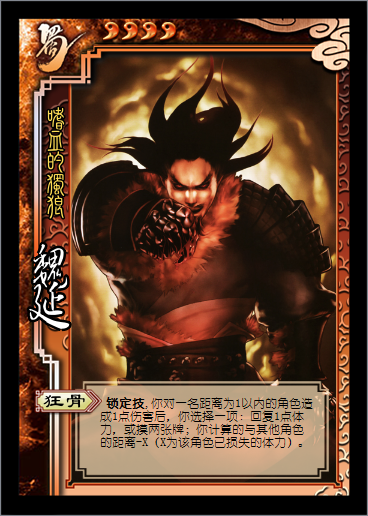 蜀
嗜血的獨狼
魏延
狂骨
锁定技,你对一名距离为1以内的角色造
成1点伤害后，你选择一项：回复1点体
力，或摸两张牌；你计算的与其他角色
的距离-X（X为该角色已损失的体力）。